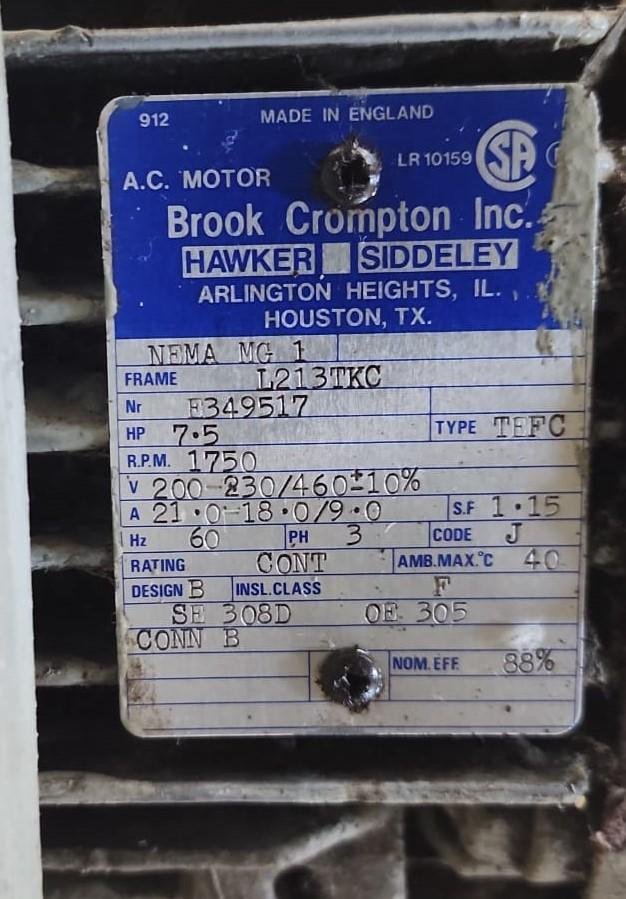 912 MADE IN ENGLAND
LR 10159 SA
A.C. MOTOR
Brook Crompton Inc.
HAWKER SIDDELEY
ARLINGTON HEIGHTS, IL.
HOUSTON, TX.
NEMA MG 1
FRAME L213TKC
Nr E349517
HP 7·5 TYPE TEFC
R.P.M. 1750
V 200-230/460±10%
A 21·0-18·0/9·0 S.F 1·15
Hz 60 PH 3 CODE J
RATING CONT AMB.MAX.°C 40
DESIGN B INSL.CLASS F
SE 308D OE 305
CONN B
NOM.EFF. 88%